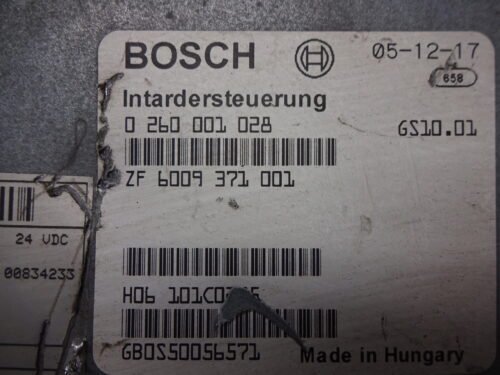 BOSCH 05-12-17
658
Intardersteuerung
0 260 001 028 GS10.01
ZF 6009 371 001
24 VDC
00834233
H06
GBOS50056571
Made in Hungary